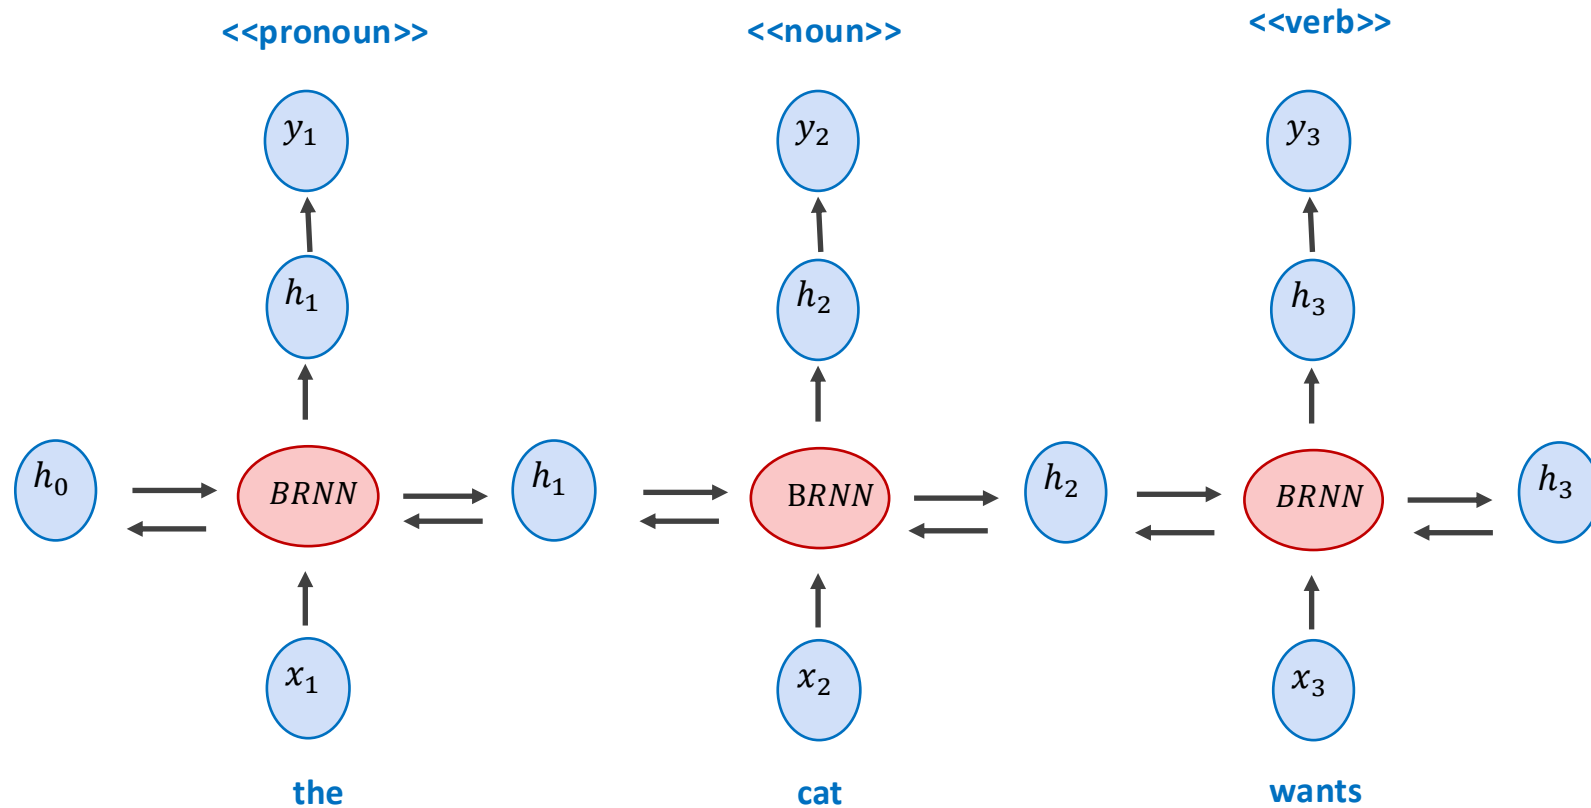 <<pronoun>> <<noun>> <<verb>>
y₁ y₂ y₃
h₁ h₂ h₃
h₀ BRNN h₁ BRNN h₂ BRNN h₃
x₁ x₂ x₃
the cat wants